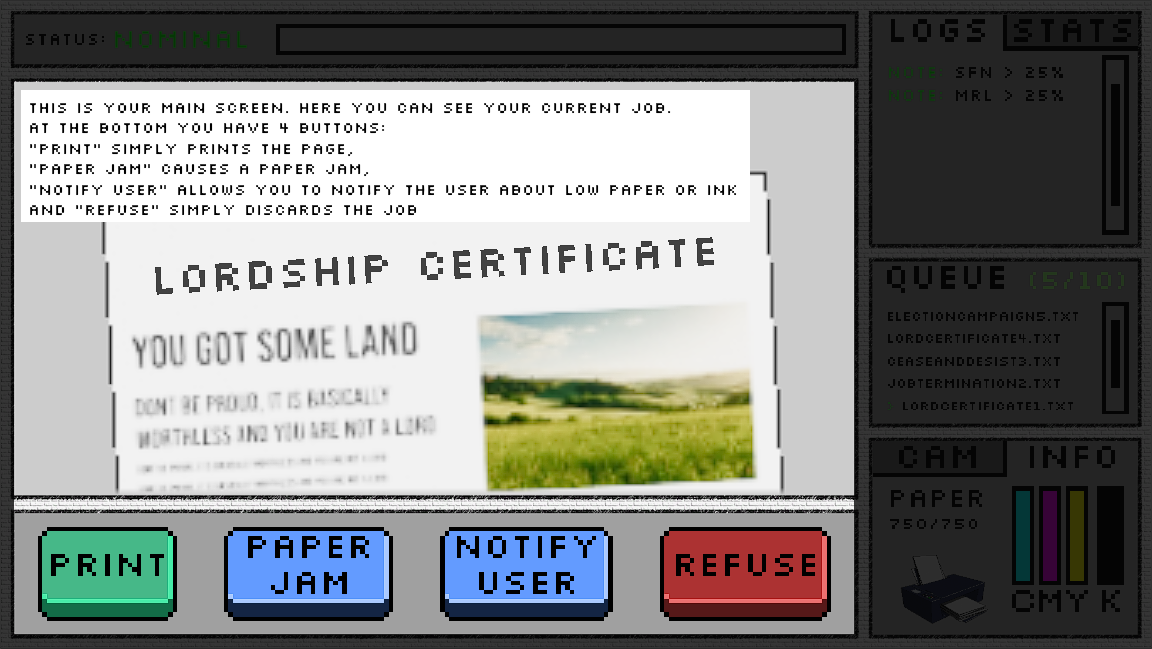 STATUS: NOMINAL
LOGS STATS
NOTE: SFN > 25%
NOTE: MRL > 25%
THIS IS YOUR MAIN SCREEN. HERE YOU CAN SEE YOUR CURRENT JOB.
AT THE BOTTOM YOU HAVE 4 BUTTONS:
"PRINT" SIMPLY PRINTS THE PAGE,
"PAPER JAM" CAUSES A PAPER JAM,
"NOTIFY USER" ALLOWS YOU TO NOTIFY THE USER ABOUT LOW PAPER OR INK
AND "REFUSE" SIMPLY DISCARDS THE JOB
LORDSHIP CERTIFICATE
YOU GOT SOME LAND
DONT BE PROUD, IT IS BASICALLY
WORTHLESS AND YOU ARE NOT A LORD
QUEUE (5/10)
ELECTIONCAMPAIGN5.TXT
LORDCERTIFICATE4.TXT
CEASEANDDESIST3.TXT
JOBTERMINATION2.TXT
LORDCERTIFICATE1.TXT
CAM INFO
PAPER
750/750
CMY K
PRINT
PAPER
JAM
NOTIFY
USER
REFUSE